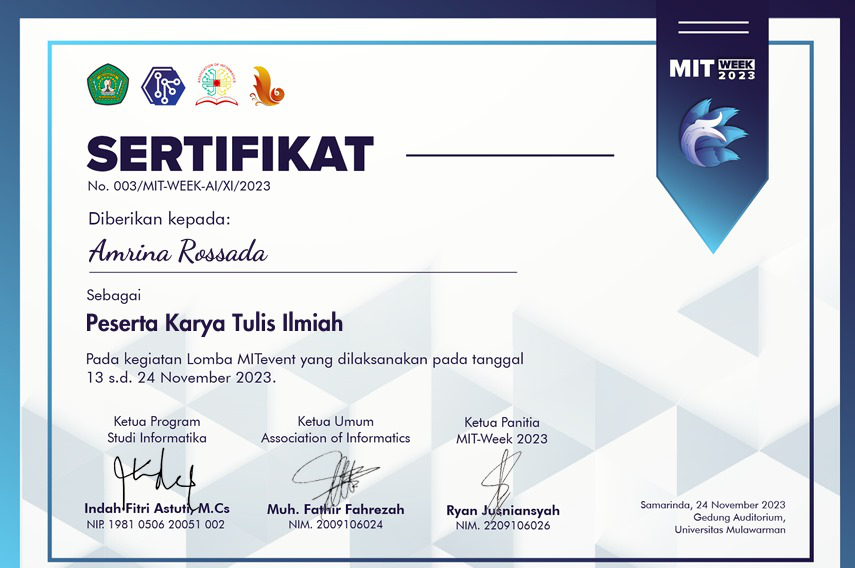 MIT WEEK 2023
ASSOCIATION OF INFORMATICS
SERTIFIKAT
No. 003/MIT-WEEK-AI/XI/2023
Diberikan kepada:
Amrina Rossada
Sebagai
Peserta Karya Tulis Ilmiah
Pada kegiatan Lomba MITevent yang dilaksanakan pada tanggal
13 s.d. 24 November 2023.
Ketua Program
Studi Informatika
Indah Fitri Astuti, M.Cs
NIP. 1981 0506 20051 002
Ketua Umum
Association of Informatics
Muh. Fathir Fahrezah
NIM. 2009106024
Ketua Panitia
MIT-Week 2023
Ryan Jusniansyah
NIM. 2209106026
Samarinda, 24 November 2023
Gedung Auditorium,
Universitas Mulawarman